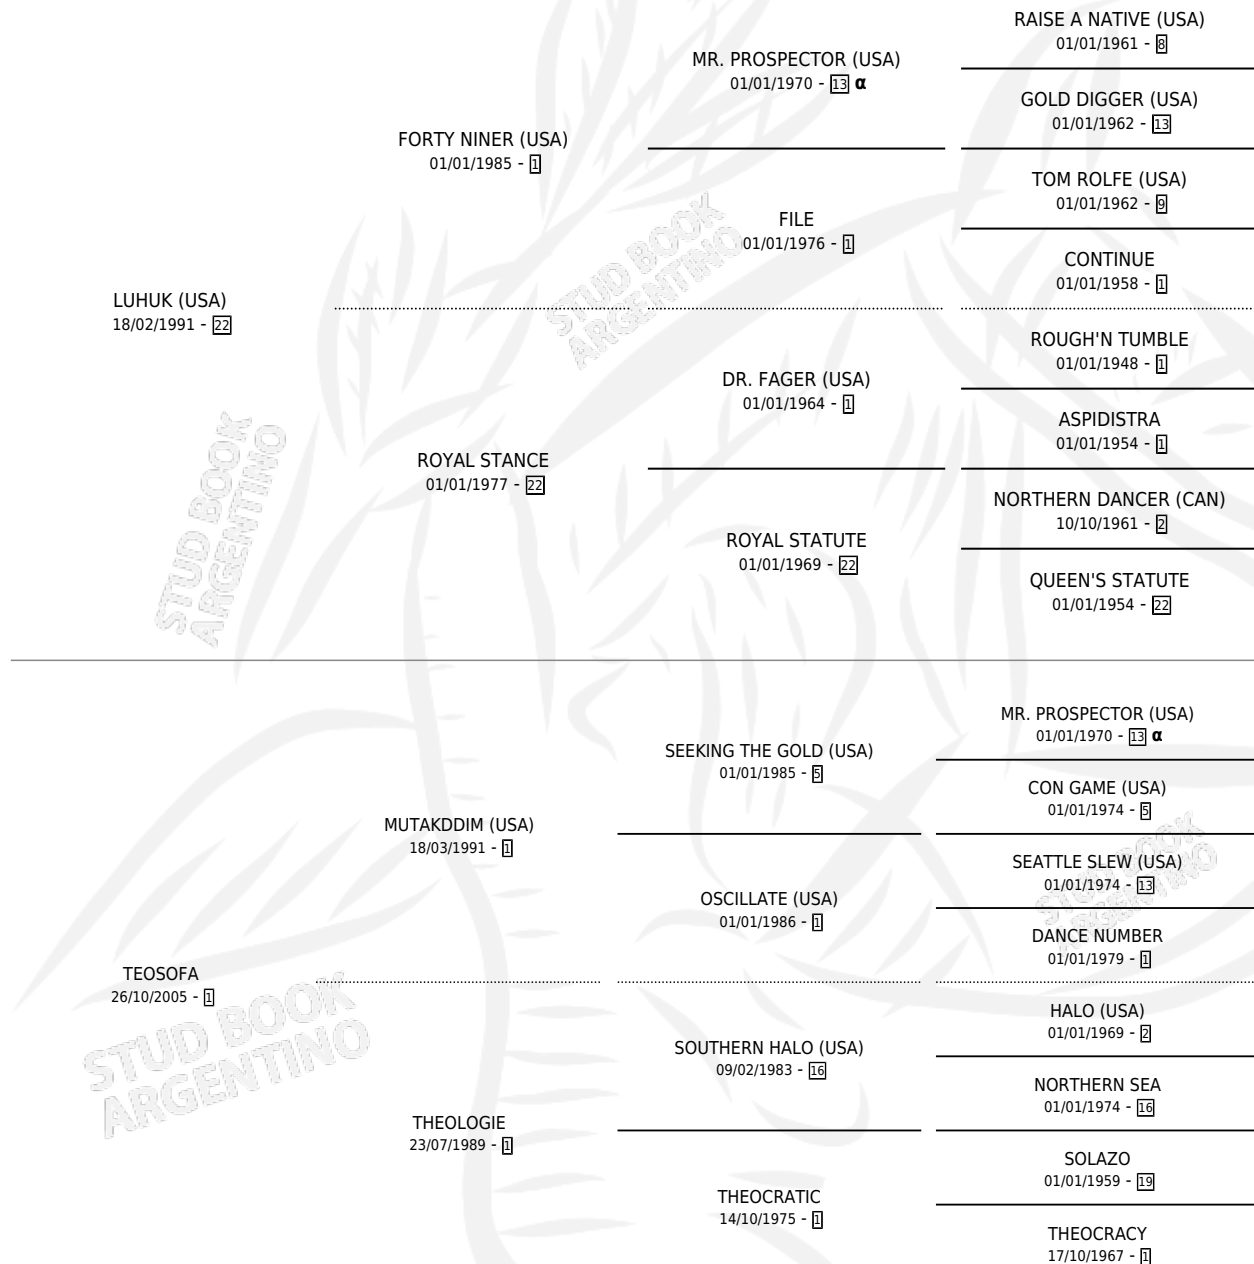 RAISE A NATIVE (USA)
01/01/1961 - 8
MR. PROSPECTOR (USA)
01/01/1970 - 13 α
GOLD DIGGER (USA)
01/01/1962 - 13
FORTY NINER (USA)
01/01/1985 - 1
TOM ROLFE (USA)
01/01/1962 - 9
FILE
01/01/1976 - 1
CONTINUE
01/01/1958 - 1
LUHUK (USA)
18/02/1991 - 22
ROUGH'N TUMBLE
01/01/1948 - 1
DR. FAGER (USA)
01/01/1964 - 1
ASPIDISTRA
01/01/1954 - 1
ROYAL STANCE
01/01/1977 - 22
NORTHERN DANCER (CAN)
10/10/1961 - 2
ROYAL STATUTE
01/01/1969 - 22
QUEEN'S STATUTE
01/01/1954 - 22
STUD BOOK
ARGENTINO
STUD BOOK
ARGENTINO
MR. PROSPECTOR (USA)
01/01/1970 - 13 α
SEEKING THE GOLD (USA)
01/01/1985 - 5
CON GAME (USA)
01/01/1974 - 5
MUTAKDDIM (USA)
18/03/1991 - 1
SEATTLE SLEW (USA)
01/01/1974 - 13
OSCILLATE (USA)
01/01/1986 - 1
DANCE NUMBER
01/01/1979 - 1
TEOSOFA
26/10/2005 - 1
HALO (USA)
01/01/1969 - 2
SOUTHERN HALO (USA)
09/02/1983 - 16
NORTHERN SEA
01/01/1974 - 16
THEOLOGIE
23/07/1989 - 1
SOLAZO
01/01/1959 - 19
THEOCRATIC
14/10/1975 - 1
THEOCRACY
17/10/1967 - 1
STUD BOOK
ARGENTINO
STUD BOOK
ARGENTINO